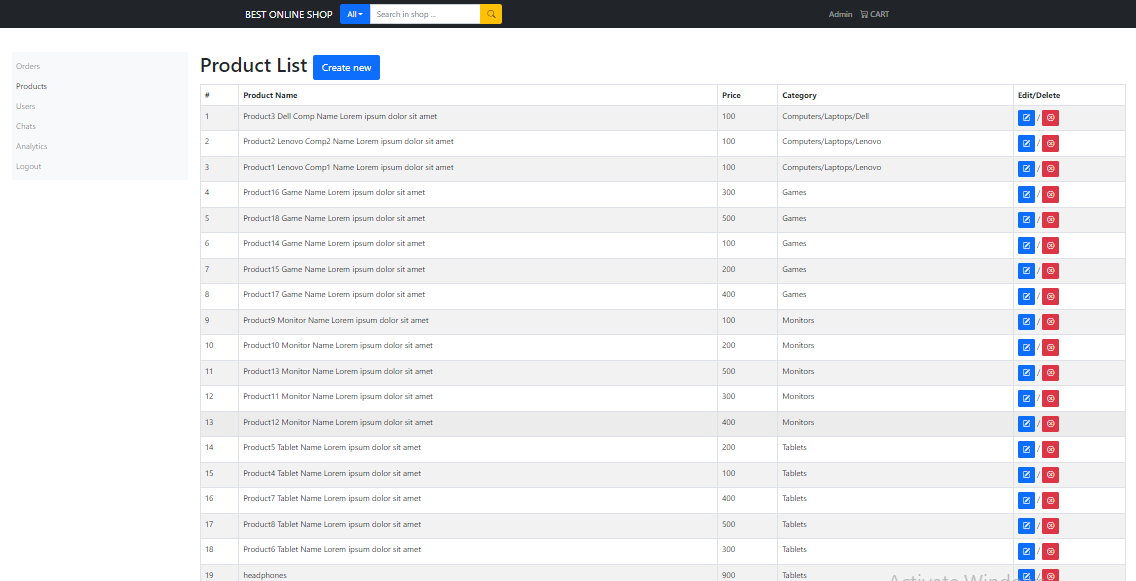 BEST ONLINE SHOP All Search in shop ... Admin CART
Orders
Products
Users
Chats
Analytics
Logout
Product List Create new
# Product Name Price Category Edit/Delete
1 Product3 Dell Comp Name Lorem ipsum dolor sit amet 100 Computers/Laptops/Dell /
2 Product2 Lenovo Comp2 Name Lorem ipsum dolor sit amet 100 Computers/Laptops/Lenovo /
3 Product1 Lenovo Comp1 Name Lorem ipsum dolor sit amet 100 Computers/Laptops/Lenovo /
4 Product16 Game Name Lorem ipsum dolor sit amet 300 Games /
5 Product18 Game Name Lorem ipsum dolor sit amet 500 Games /
6 Product14 Game Name Lorem ipsum dolor sit amet 100 Games /
7 Product15 Game Name Lorem ipsum dolor sit amet 200 Games /
8 Product17 Game Name Lorem ipsum dolor sit amet 400 Games /
9 Product9 Monitor Name Lorem ipsum dolor sit amet 100 Monitors /
10 Product10 Monitor Name Lorem ipsum dolor sit amet 200 Monitors /
11 Product13 Monitor Name Lorem ipsum dolor sit amet 500 Monitors /
12 Product11 Monitor Name Lorem ipsum dolor sit amet 300 Monitors /
13 Product12 Monitor Name Lorem ipsum dolor sit amet 400 Monitors /
14 Product5 Tablet Name Lorem ipsum dolor sit amet 200 Tablets /
15 Product4 Tablet Name Lorem ipsum dolor sit amet 100 Tablets /
16 Product7 Tablet Name Lorem ipsum dolor sit amet 400 Tablets /
17 Product8 Tablet Name Lorem ipsum dolor sit amet 500 Tablets /
18 Product6 Tablet Name Lorem ipsum dolor sit amet 300 Tablets /
19 headphones 900 Tablets /
Activate